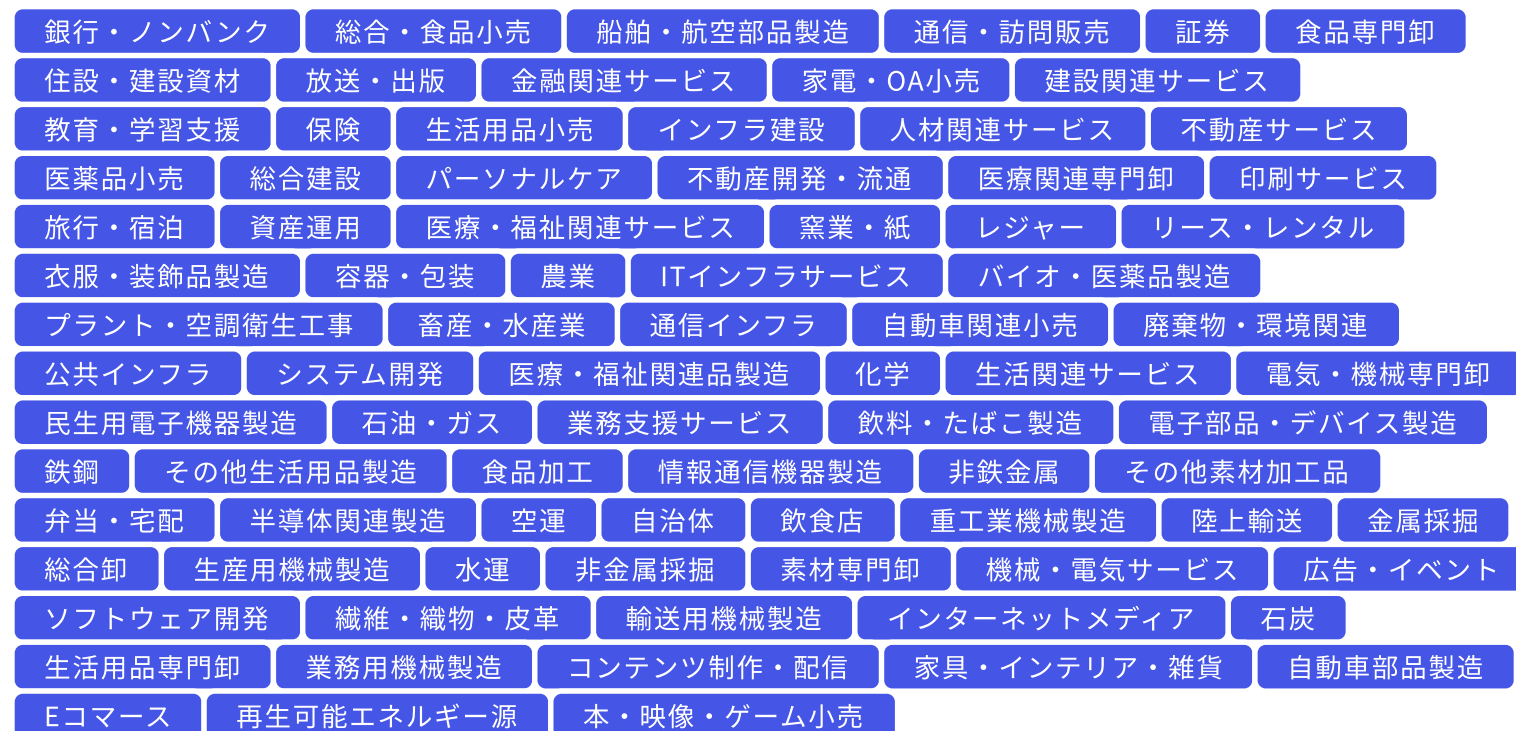 銀行・ノンバンク 総合・食品小売 船舶・航空部品製造 通信・訪問販売 証券 食品専門卸
住設・建設資材 放送・出版 金融関連サービス 家電・OA小売 建設関連サービス
教育・学習支援 保険 生活用品小売 インフラ建設 人材関連サービス 不動産サービス
医薬品小売 総合建設 パーソナルケア 不動産開発・流通 医療関連専門卸 印刷サービス
旅行・宿泊 資産運用 医療・福祉関連サービス 窯業・紙 レジャー リース・レンタル
衣服・装飾品製造 容器・包装 農業 ITインフラサービス バイオ・医薬品製造
プラント・空調衛生工事 畜産・水産業 通信インフラ 自動車関連小売 廃棄物・環境関連
公共インフラ システム開発 医療・福祉関連品製造 化学 生活関連サービス 電気・機械専門卸
民生用電子機器製造 石油・ガス 業務支援サービス 飲料・たばこ製造 電子部品・デバイス製造
鉄鋼 その他生活用品製造 食品加工 情報通信機器製造 非鉄金属 その他素材加工品
弁当・宅配 半導体関連製造 空運 自治体 飲食店 重工業機械製造 陸上輸送 金属採掘
総合卸 生産用機械製造 水運 非金属採掘 素材専門卸 機械・電気サービス 広告・イベント
ソフトウェア開発 繊維・織物・皮革 輸送用機械製造 インターネットメディア 石炭
生活用品専門卸 業務用機械製造 コンテンツ制作・配信 家具・インテリア・雑貨 自動車部品製造
Eコマース 再生可能エネルギー源 本・映像・ゲーム小売